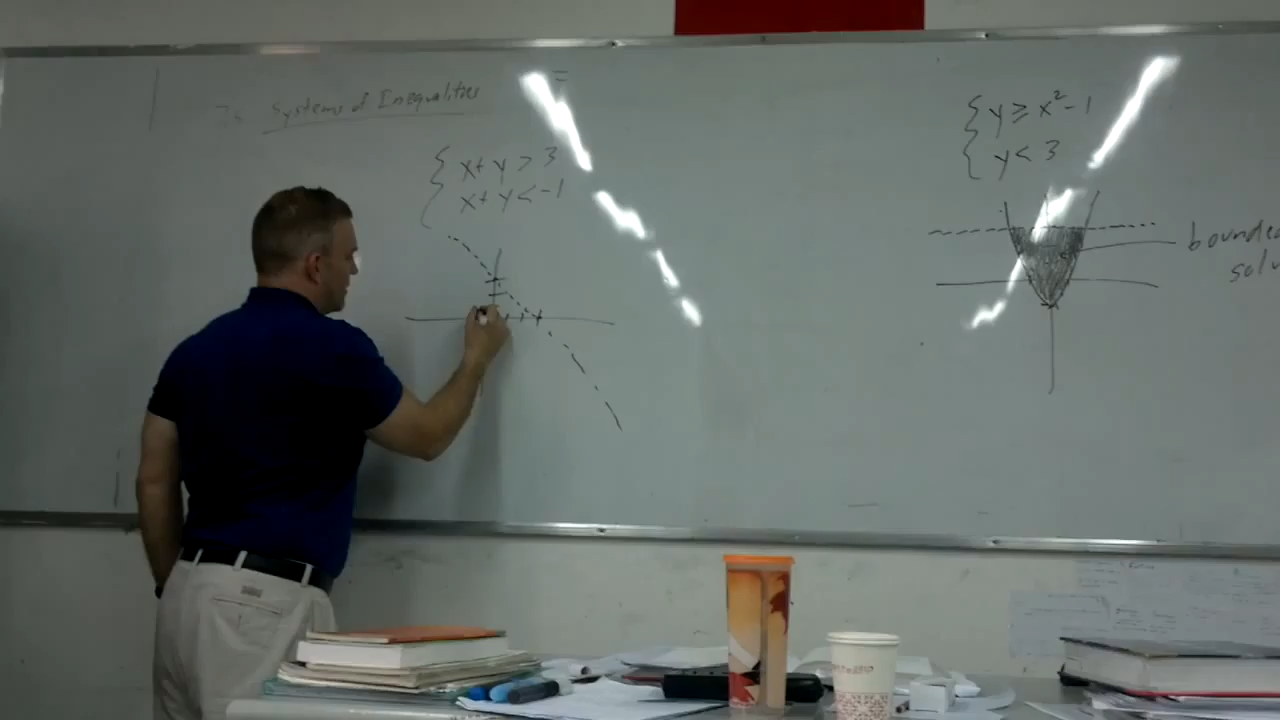 Systems of Inequalities
x + y > 3
x + y < -1
y ≥ x² - 1
y < 3
bounded